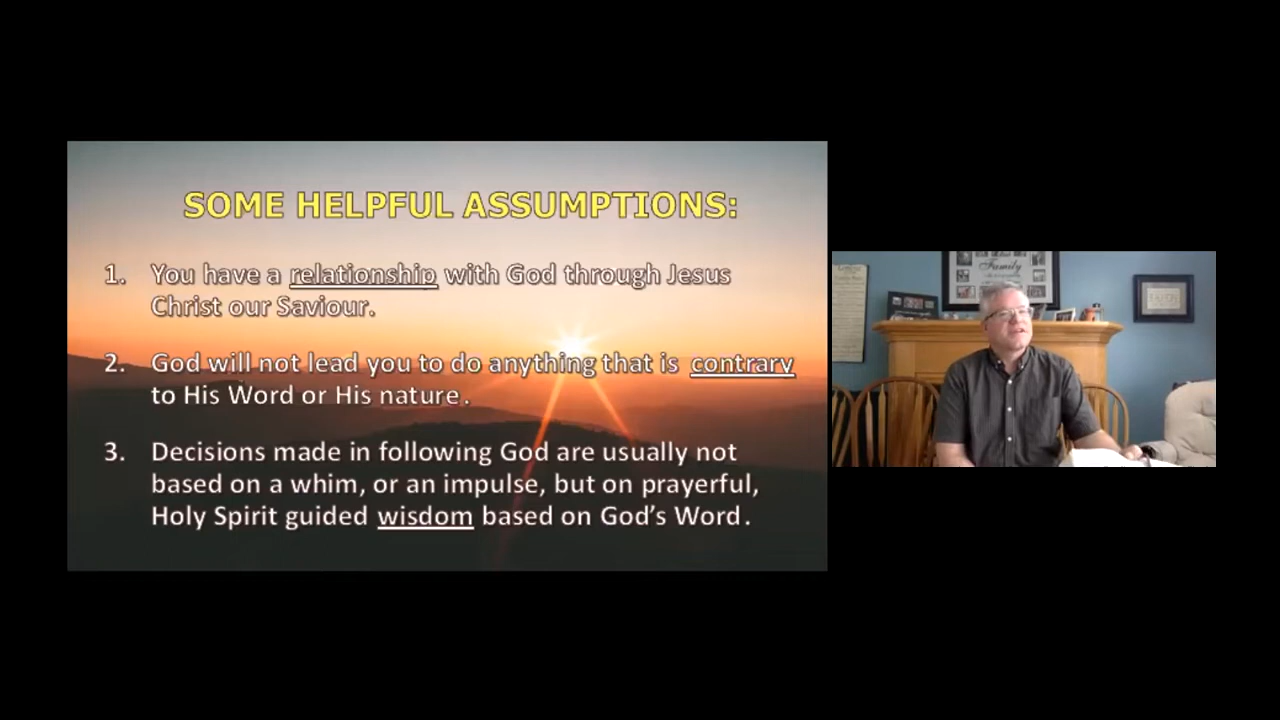 SOME HELPFUL ASSUMPTIONS:
1. You have a relationship with God through Jesus
Christ our Saviour.
2. God will not lead you to do anything that is contrary
to His Word or His nature.
3. Decisions made in following God are usually not
based on a whim, or an impulse, but on prayerful,
Holy Spirit guided wisdom based on God's Word.
Family